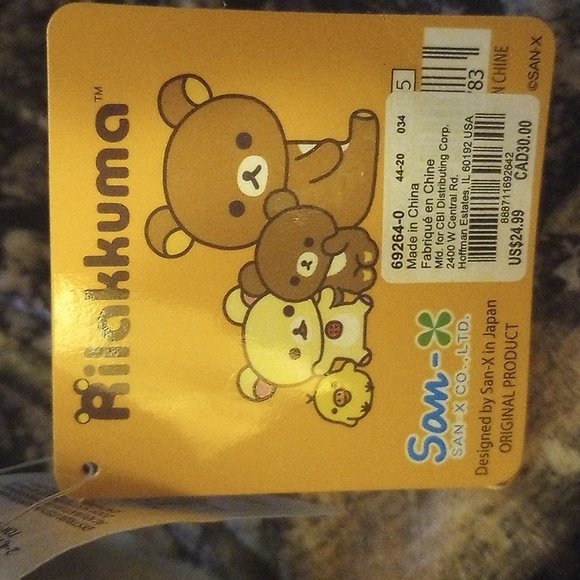 Rilakkuma™
5
83
N CHINE
©SAN-X
69264-0 44-20 034
Made in China
Fabriqué en Chine
Mfd. for CBI Distributing Corp.
2400 W Central Rd.
Hoffman Estates, IL 60192 USA
888711692642
US$24.99 CAD30.00
San-X
SAN-X CO., LTD.
Designed by San-X in Japan
ORIGINAL PRODUCT